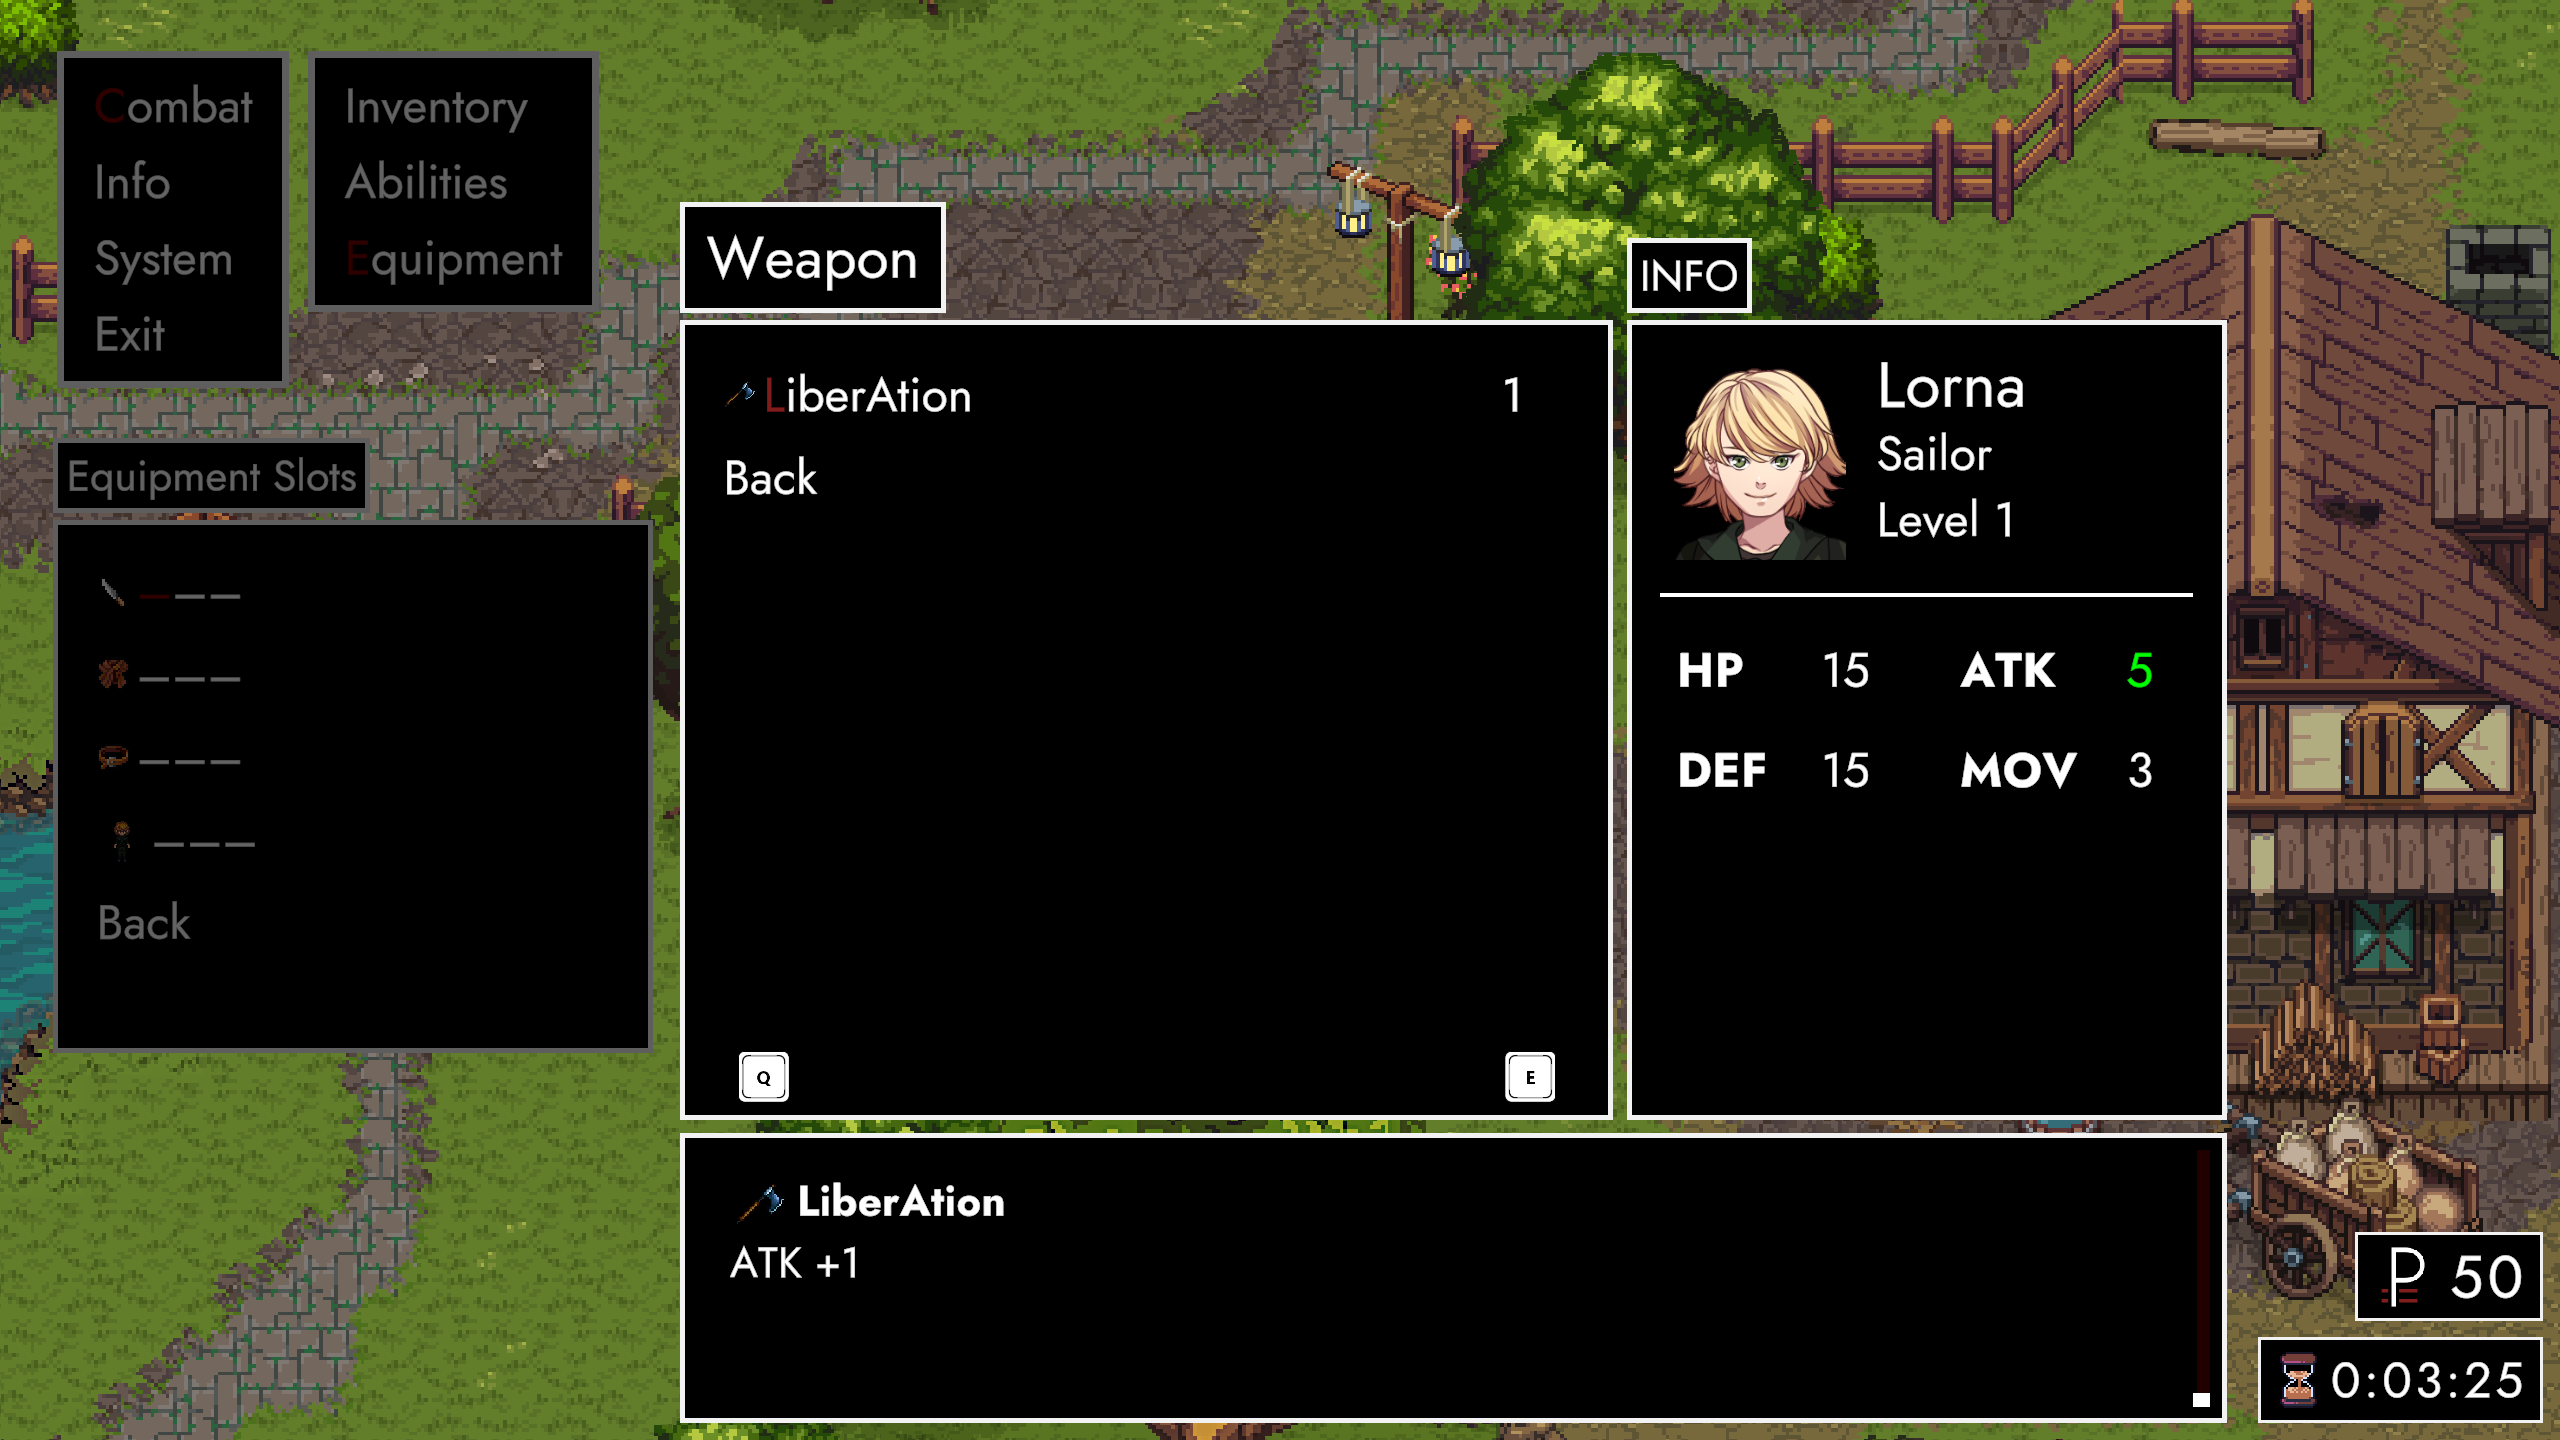 Combat
Info
System
Exit
Inventory
Abilities
Equipment
Equipment Slots
———
———
———
———
Back
Weapon
LiberAtion 1
Back
Q E
INFO
Lorna
Sailor
Level 1
HP 15 ATK 5
DEF 15 MOV 3
LiberAtion
ATK +1
P 50
0:03:25